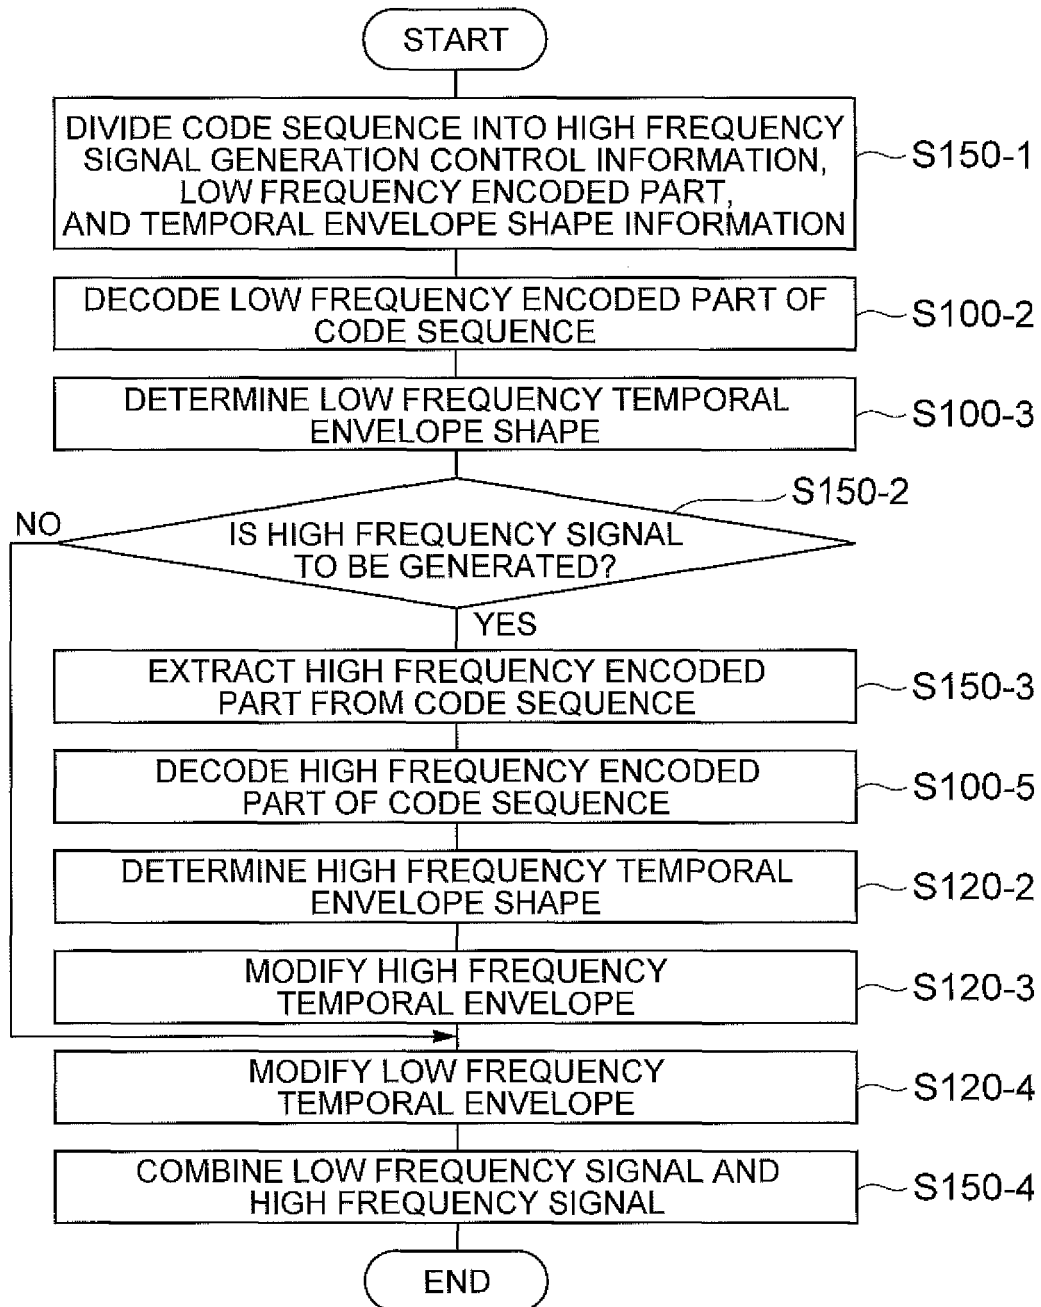 START
DIVIDE CODE SEQUENCE INTO HIGH FREQUENCY
SIGNAL GENERATION CONTROL INFORMATION,
LOW FREQUENCY ENCODED PART,
AND TEMPORAL ENVELOPE SHAPE INFORMATION
S150-1
DECODE LOW FREQUENCY ENCODED PART OF
CODE SEQUENCE
S100-2
DETERMINE LOW FREQUENCY TEMPORAL
ENVELOPE SHAPE
S100-3
S150-2
NO
IS HIGH FREQUENCY SIGNAL
TO BE GENERATED?
YES
EXTRACT HIGH FREQUENCY ENCODED
PART FROM CODE SEQUENCE
S150-3
DECODE HIGH FREQUENCY ENCODED
PART OF CODE SEQUENCE
S100-5
DETERMINE HIGH FREQUENCY TEMPORAL
ENVELOPE SHAPE
S120-2
MODIFY HIGH FREQUENCY
TEMPORAL ENVELOPE
S120-3
MODIFY LOW FREQUENCY
TEMPORAL ENVELOPE
S120-4
COMBINE LOW FREQUENCY SIGNAL AND
HIGH FREQUENCY SIGNAL
S150-4
END